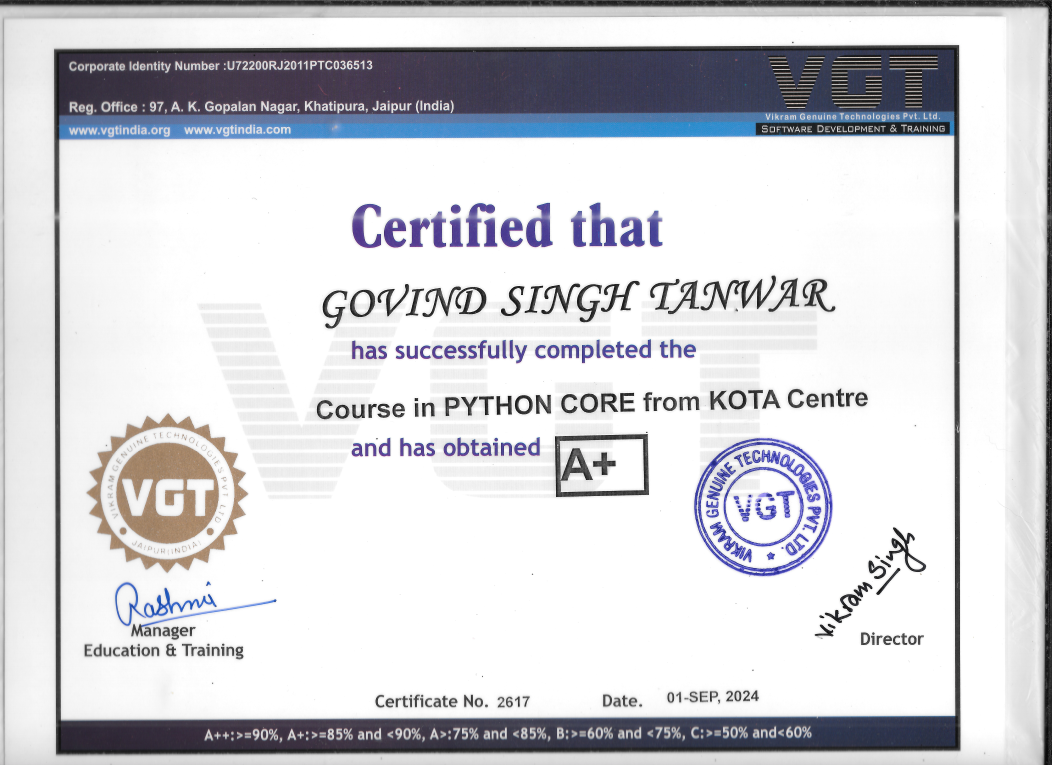 Corporate Identity Number :U72200RJ2011PTC036513
Reg. Office : 97, A. K. Gopalan Nagar, Khatipura, Jaipur (India)
www.vgtindia.org www.vgtindia.com
VGT
Vikram Genuine Technologies Pvt. Ltd.
SOFTWARE DEVELOPMENT & TRAINING
Certified that
GOVIND SINGH TANWAR
has successfully completed the
VGT
Course in PYTHON CORE from KOTA Centre
and has obtained A+
VIKRAM GENUINE TECHNOLOGIES PVT. LTD
VGT
JAIPUR (INDIA)
VIKRAM GENUINE TECHNOLOGIES PVT. LTD.
VGT
Rashmi
Manager
Education & Training
Vikram Singh
Director
Certificate No. 2617 Date. 01-SEP, 2024
A++:>=90%, A+:>=85% and <90%, A>:75% and <85%, B:>=60% and <75%, C:>=50% and<60%